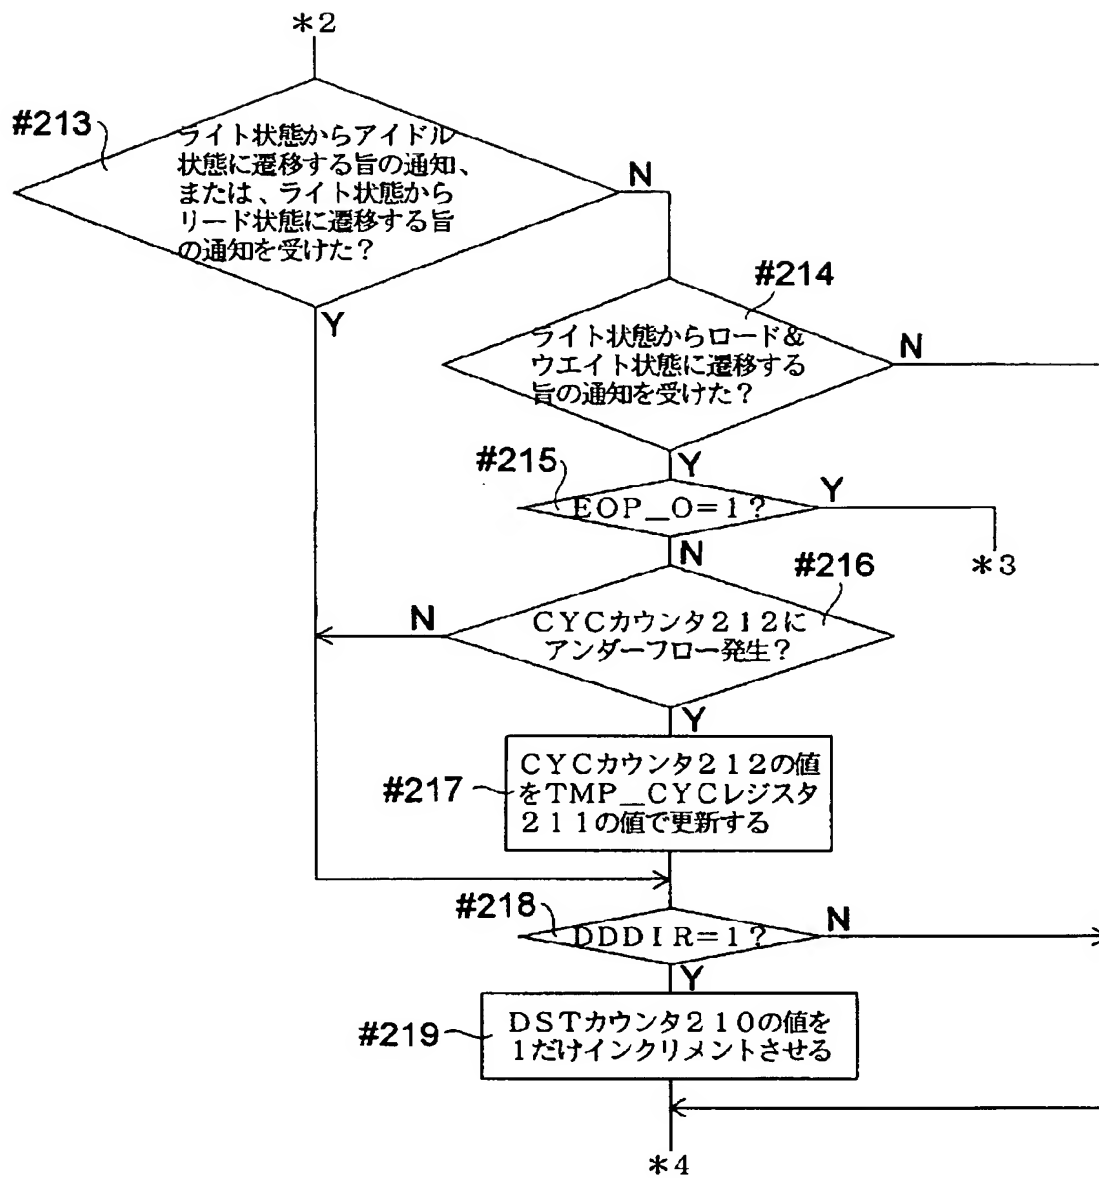 ＊2
#213
ライト状態からアイドル
状態に遷移する旨の通知、
または、ライト状態から
リード状態に遷移する旨
の通知を受けた？
N
Y
#214
ライト状態からロード＆
ウエイト状態に遷移する
旨の通知を受けた？
N
Y
#215
ＥＯＰ＿Ｏ＝１？
Y
N
＊3
#216
ＣＹＣカウンタ２１２に
アンダーフロー発生？
N
Y
#217
ＣＹＣカウンタ２１２の値
をＴＭＰ＿ＣＹＣレジスタ
２１１の値で更新する
#218
ＤＤＤＩＲ＝１？
N
Y
#219
ＤＳＴカウンタ２１０の値を
１だけインクリメントさせる
＊4